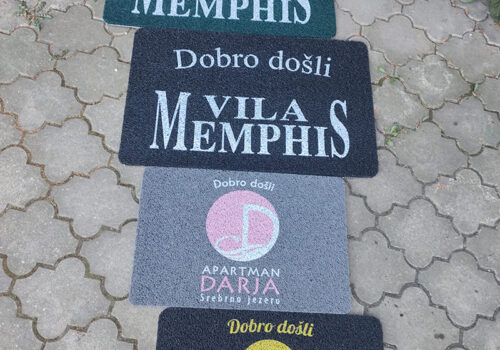 MEMPHIS
Dobro došli
VILA
MEMPHIS
Dobro došli
D
APARTMAN
DARJA
Srebrno jezero
Dobro došli